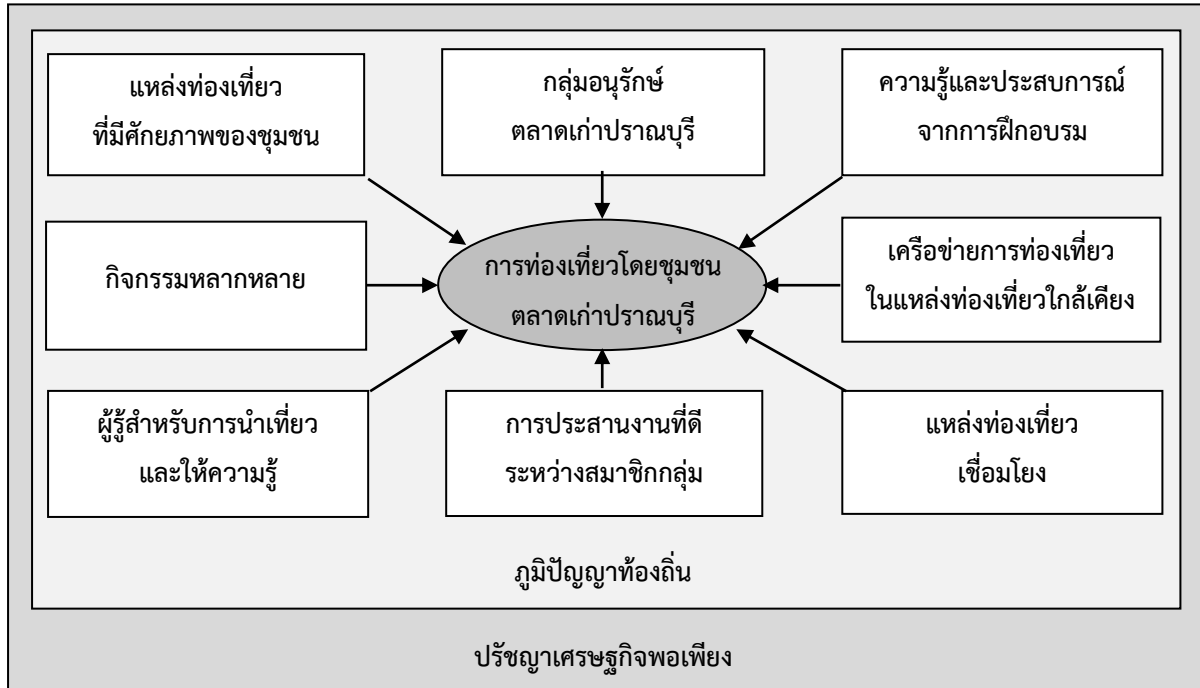 แหล่งท่องเที่ยว
ที่มีศักยภาพของชุมชน
กลุ่มอนุรักษ์
ตลาดเก่าปราณบุรี
ความรู้และประสบการณ์
จากการฝึกอบรม
กิจกรรมหลากหลาย
การท่องเที่ยวโดยชุมชน
ตลาดเก่าปราณบุรี
เครือข่ายการท่องเที่ยว
ในแหล่งท่องเที่ยวใกล้เคียง
ผู้รู้สำหรับการนำเที่ยว
และให้ความรู้
การประสานงานที่ดี
ระหว่างสมาชิกกลุ่ม
แหล่งท่องเที่ยว
เชื่อมโยง
ภูมิปัญญาท้องถิ่น
ปรัชญาเศรษฐกิจพอเพียง